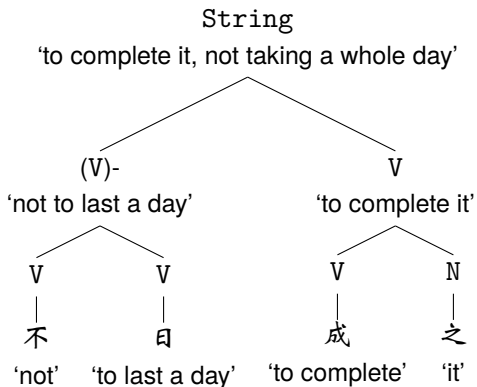 String
‘to complete it, not taking a whole day’
(V)- V
‘not to last a day’ ‘to complete it’
V V V N
不 日 成 之
‘not’ ‘to last a day’ ‘to complete’ ‘it’